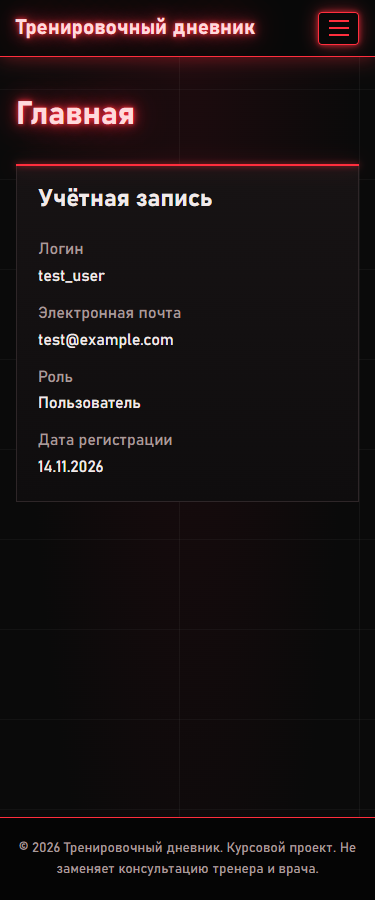 Тренировочный дневник
Главная
Учётная запись
Логин
test_user
Электронная почта
test@example.com
Роль
Пользователь
Дата регистрации
14.11.2026
© 2026 Тренировочный дневник. Курсовой проект. Не
заменяет консультацию тренера и врача.